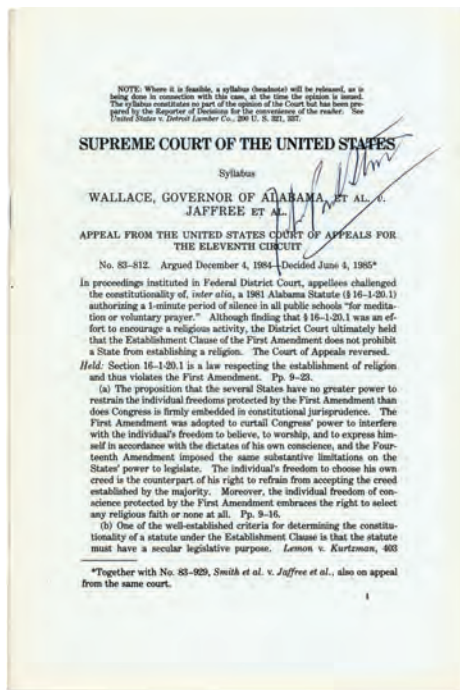 NOTE: Where it is feasible, a syllabus (headnote) will be released, as is
being done in connection with this case, at the time the opinion is issued.
The syllabus constitutes no part of the opinion of the Court but has been pre-
pared by the Reporter of Decisions for the convenience of the reader. See
United States v. Detroit Lumber Co., 200 U. S. 321, 337.
SUPREME COURT OF THE UNITED STATES
Syllabus
WALLACE, GOVERNOR OF ALABAMA, ET AL. v.
JAFFREE ET AL.
APPEAL FROM THE UNITED STATES COURT OF APPEALS FOR
THE ELEVENTH CIRCUIT
No. 83–812. Argued December 4, 1984—Decided June 4, 1985*
In proceedings instituted in Federal District Court, appellees challenged
the constitutionality of, inter alia, a 1981 Alabama Statute (§ 16–1–20.1)
authorizing a 1-minute period of silence in all public schools "for medita-
tion or voluntary prayer." Although finding that § 16–1–20.1 was an ef-
fort to encourage a religious activity, the District Court ultimately held
that the Establishment Clause of the First Amendment does not prohibit
a State from establishing a religion. The Court of Appeals reversed.
Held: Section 16–1–20.1 is a law respecting the establishment of religion
and thus violates the First Amendment. Pp. 9–23.
(a) The proposition that the several States have no greater power to
restrain the individual freedoms protected by the First Amendment than
does Congress is firmly embedded in constitutional jurisprudence. The
First Amendment was adopted to curtail Congress' power to interfere
with the individual's freedom to believe, to worship, and to express him-
self in accordance with the dictates of his own conscience, and the Four-
teenth Amendment imposed the same substantive limitations on the
States' power to legislate. The individual's freedom to choose his own
creed is the counterpart of his right to refrain from accepting the creed
established by the majority. Moreover, the individual freedom of con-
science protected by the First Amendment embraces the right to select
any religious faith or none at all. Pp. 9–16.
(b) One of the well-established criteria for determining the constitu-
tionality of a statute under the Establishment Clause is that the statute
must have a secular legislative purpose. Lemon v. Kurtzman, 403
*Together with No. 83–929, Smith et al. v. Jaffree et al., also on appeal
from the same court.